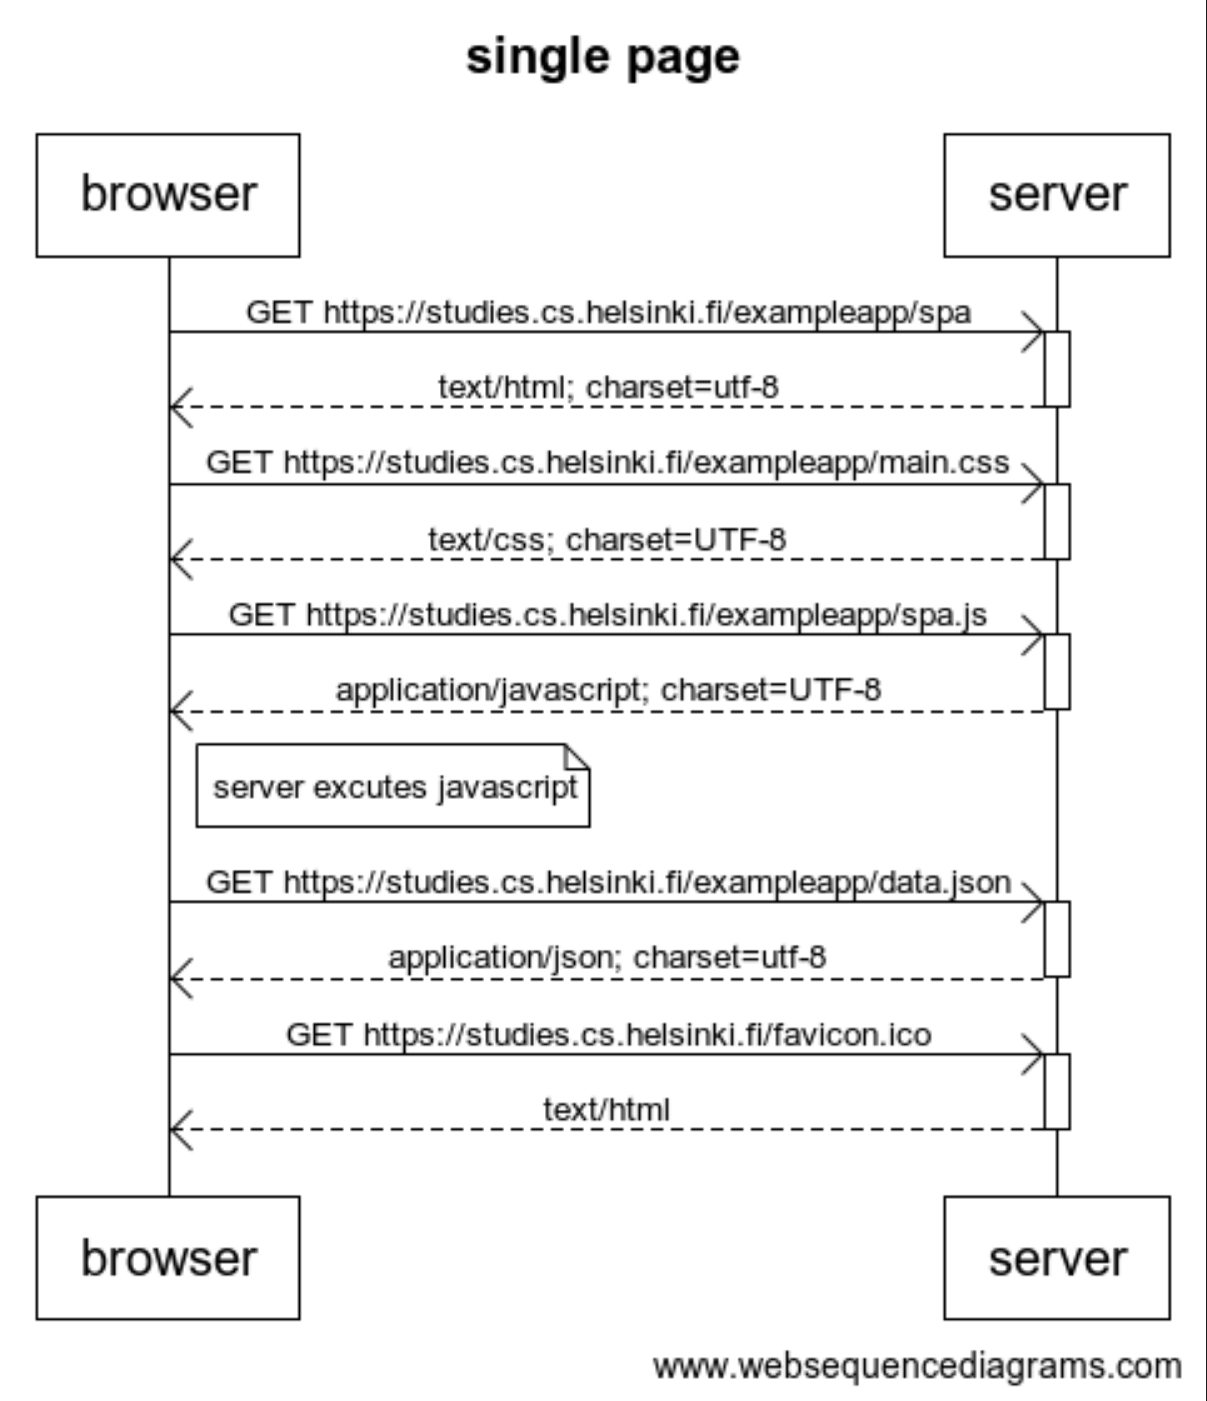 single page
browser
server
GET https://studies.cs.helsinki.fi/exampleapp/spa
text/html; charset=utf-8
GET https://studies.cs.helsinki.fi/exampleapp/main.css
text/css; charset=UTF-8
GET https://studies.cs.helsinki.fi/exampleapp/spa.js
application/javascript; charset=UTF-8
server excutes javascript
GET https://studies.cs.helsinki.fi/exampleapp/data.json
application/json; charset=utf-8
GET https://studies.cs.helsinki.fi/favicon.ico
text/html
browser
server
www.websequencediagrams.com